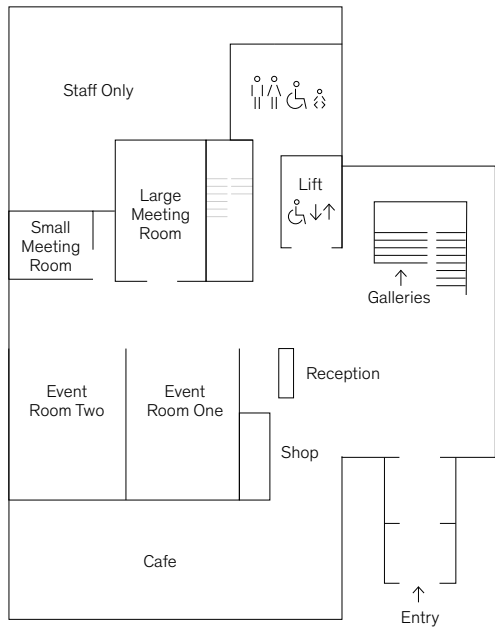 Staff Only
Lift
Large
Meeting
Room
Small
Meeting
Room
Galleries
Reception
Event
Room Two
Event
Room One
Shop
Cafe
Entry